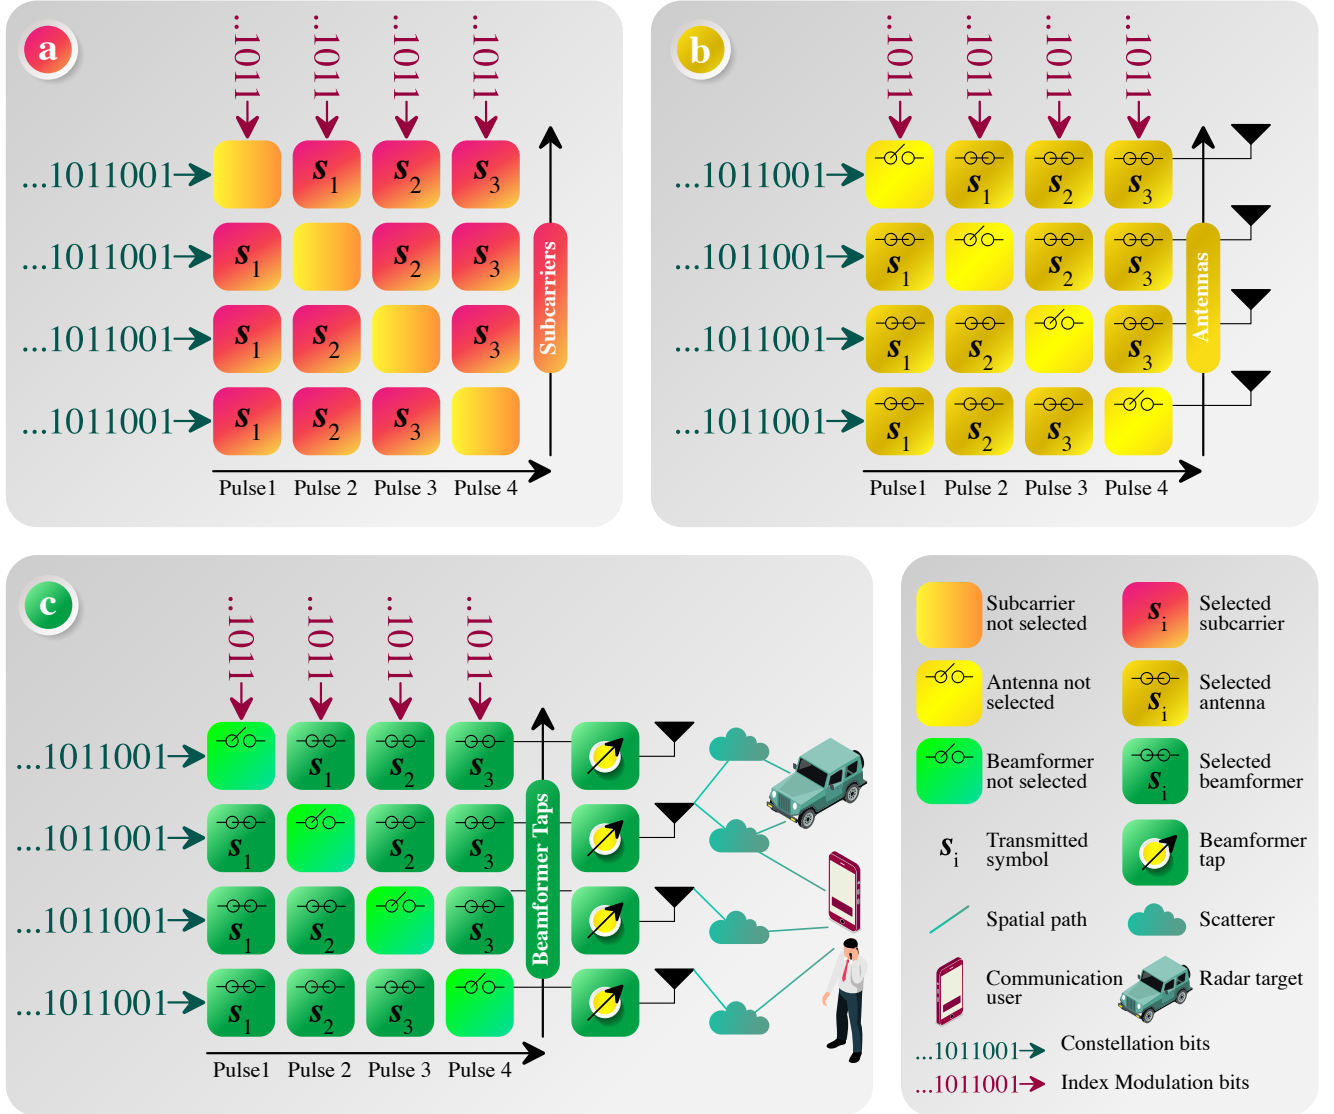 a
..1011 ..1011 ..1011 ..1011
...1011001 s1 s2 s3
...1011001 s1 s2 s3
...1011001 s1 s2 s3
...1011001 s1 s2 s3
Subcarriers
Pulse1 Pulse 2 Pulse 3 Pulse 4
b
..1011 ..1011 ..1011 ..1011
...1011001 s1 s2 s3
...1011001 s1 s2 s3
...1011001 s1 s2 s3
...1011001 s1 s2 s3
Antennas
Pulse1 Pulse 2 Pulse 3 Pulse 4
c
..1011 ..1011 ..1011 ..1011
...1011001 s1 s2 s3
...1011001 s1 s2 s3
...1011001 s1 s2 s3
...1011001 s1 s2 s3
Beamformer Taps
Pulse1 Pulse 2 Pulse 3 Pulse 4
Subcarrier
not selected
si
Selected
subcarrier
Antenna not
selected
si
Selected
antenna
Beamformer
not selected
si
Selected
beamformer
si
Transmitted
symbol
Beamformer
tap
Spatial path
Scatterer
Communication
user
Radar target
...1011001 Constellation bits
...1011001 Index Modulation bits